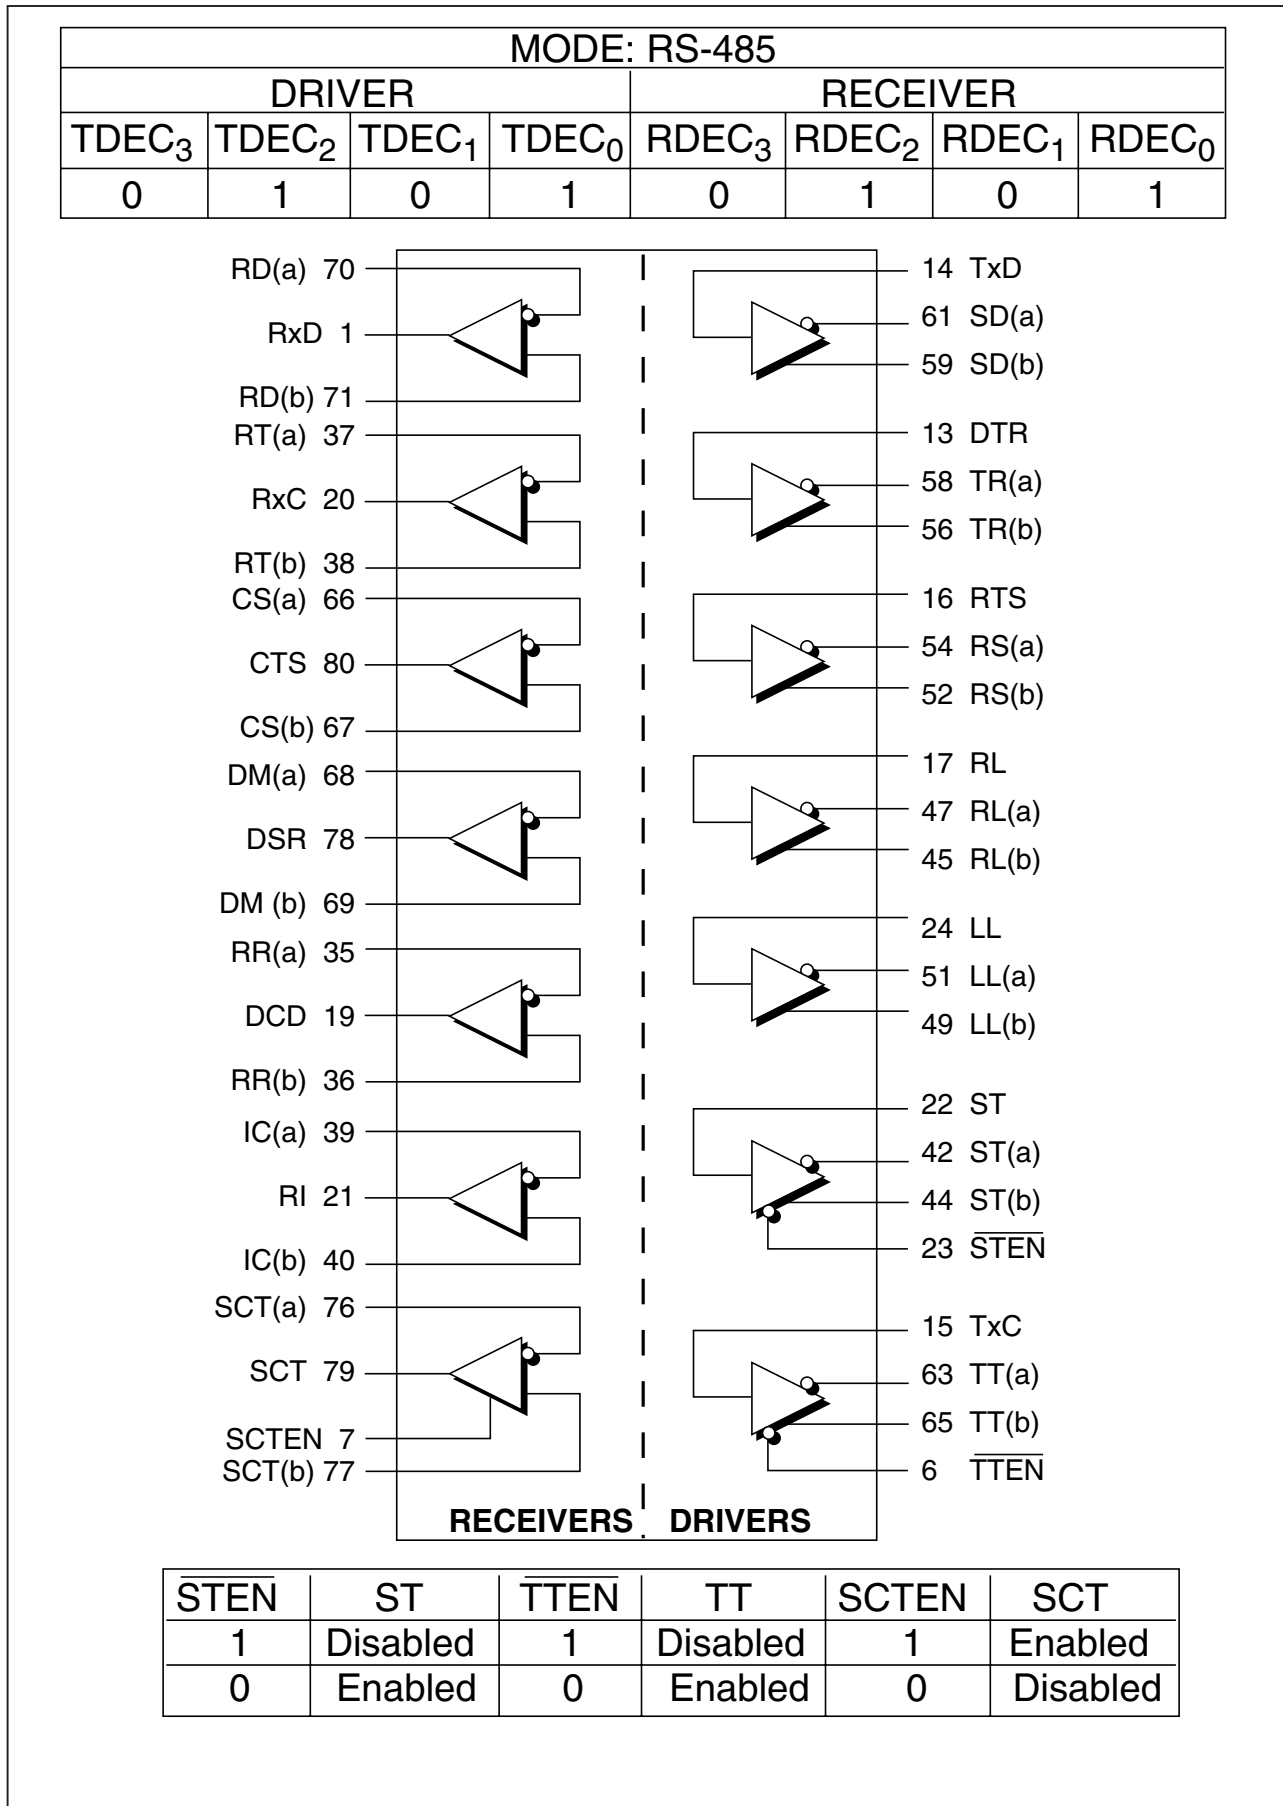 MODE: RS-485
DRIVER RECEIVER
TDEC3 TDEC2 TDEC1 TDEC0 RDEC3 RDEC2 RDEC1 RDEC0
0 1 0 1 0 1 0 1
RD(a) 70
RxD 1
RD(b) 71
RT(a) 37
RxC 20
RT(b) 38
CS(a) 66
CTS 80
CS(b) 67
DM(a) 68
DSR 78
DM (b) 69
RR(a) 35
DCD 19
RR(b) 36
IC(a) 39
RI 21
IC(b) 40
SCT(a) 76
SCT 79
SCTEN 7
SCT(b) 77
14 TxD
61 SD(a)
59 SD(b)
13 DTR
58 TR(a)
56 TR(b)
16 RTS
54 RS(a)
52 RS(b)
17 RL
47 RL(a)
45 RL(b)
24 LL
51 LL(a)
49 LL(b)
22 ST
42 ST(a)
44 ST(b)
23 STEN
15 TxC
63 TT(a)
65 TT(b)
6 TTEN
RECEIVERS DRIVERS
STEN ST TTEN TT SCTEN SCT
1 Disabled 1 Disabled 1 Enabled
0 Enabled 0 Enabled 0 Disabled